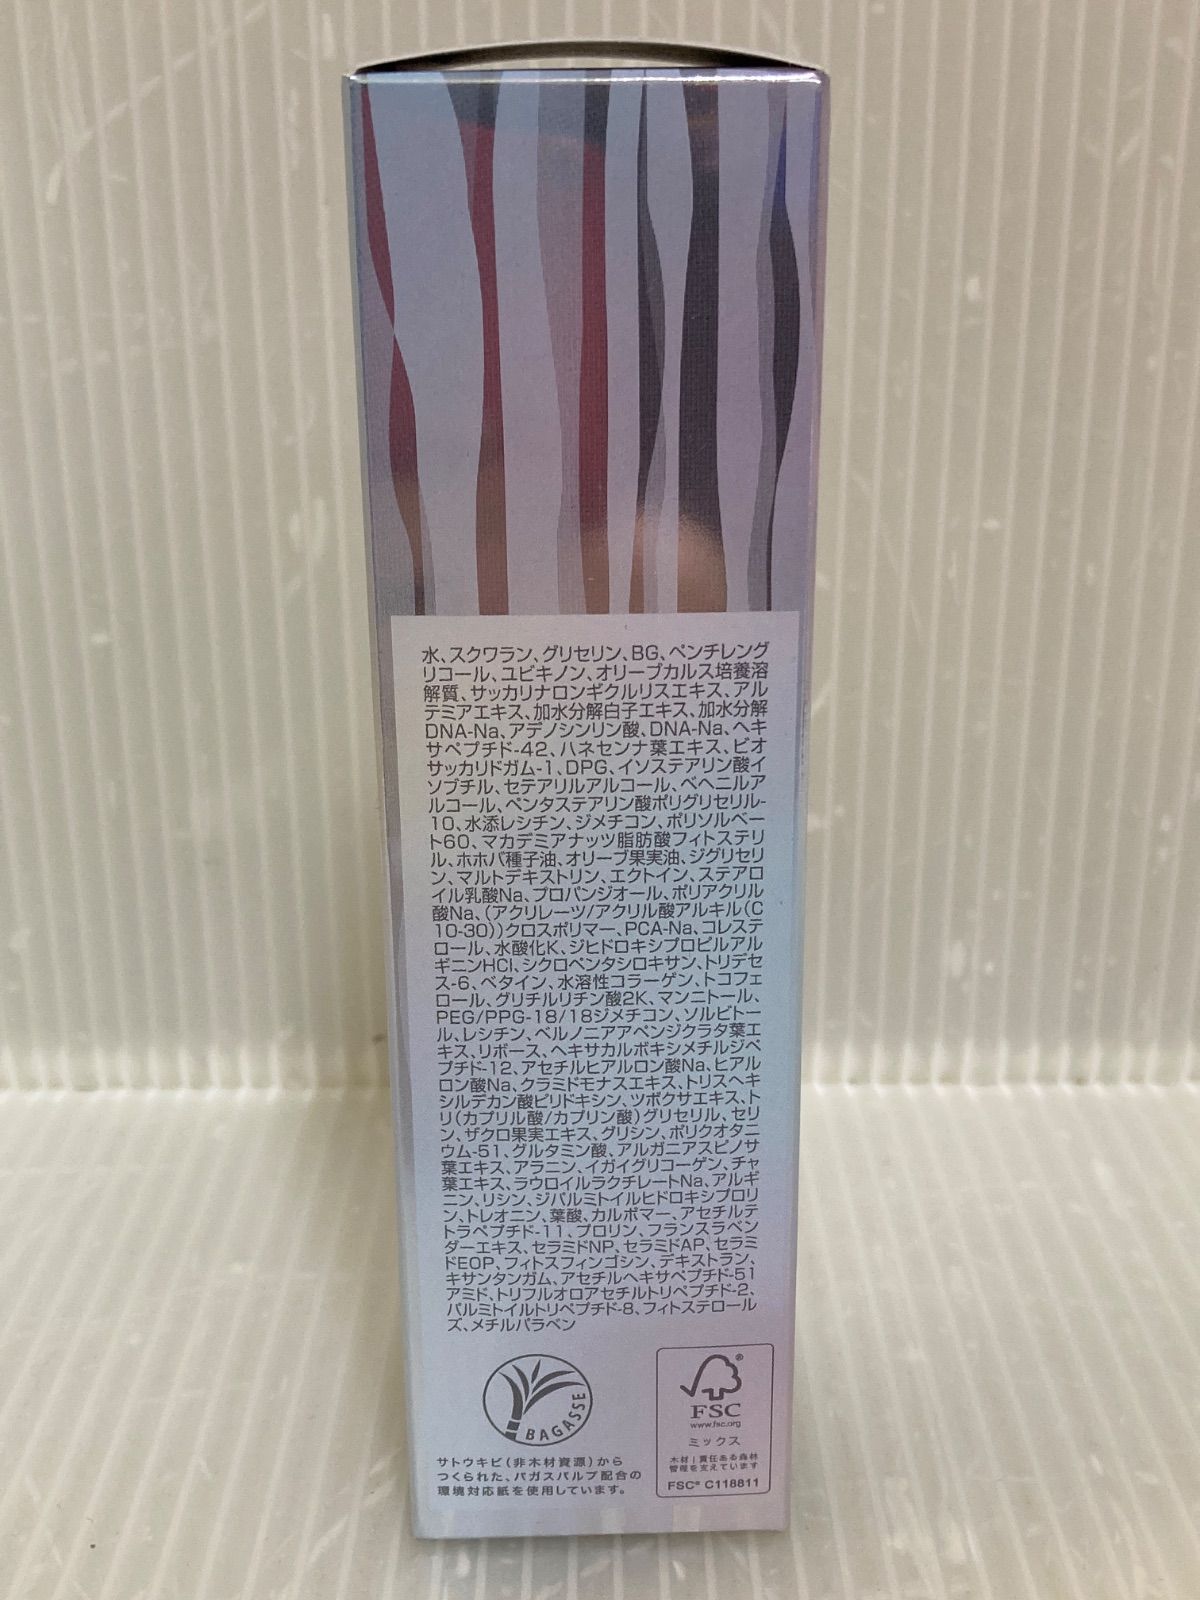 水、スクワラン、グリセリン、BG、ペンチレング
リコール、ユビキノン、オリーブカルス培養溶
解質、サッカリナロンギクルリスエキス、アル
テミアエキス、加水分解白子エキス、加水分解
DNA-Na、アデノシンリン酸、DNA-Na、ヘキ
サペプチド-42、ハネセンナ葉エキス、ビオ
サッカリドガム-1、DPG、イソステアリン酸イ
ソブチル、セテアリルアルコール、ベヘニルア
ルコール、ペンタステアリン酸ポリグリセリル-
10、水添レシチン、ジメチコン、ポリソルベー
ト60、マカデミアナッツ脂肪酸フィトステリ
ル、ホホバ種子油、オリーブ果実油、ジグリセリ
ン、マルトデキストリン、エクトイン、ステアロ
イル乳酸Na、プロパンジオール、ポリアクリル
酸Na、(アクリレーツ/アクリル酸アルキル(C
10-30))クロスポリマー、PCA-Na、コレステ
ロール、水酸化K、ジヒドロキシプロピルアル
ギニンHCl、シクロペンタシロキサン、トリデセ
ス-6、ベタイン、水溶性コラーゲン、トコフェ
ロール、グリチルリチン酸2K、マンニトール、
PEG/PPG-18/18ジメチコン、ソルビトー
ル、レシチン、ベルノニアアペンジクラタ葉エ
キス、リボース、ヘキサカルボキシメチルジペ
プチド-12、アセチルヒアルロン酸Na、ヒアル
ロン酸Na、クラミドモナスエキス、トリスヘキ
シルデカン酸ピリドキシン、ツボクサエキス、ト
リ(カプリル酸/カプリン酸)グリセリル、セリ
ン、ザクロ果実エキス、グリシン、ポリクオタニ
ウム-51、グルタミン酸、アルガニアスピノサ
葉エキス、アラニン、イガイグリコーゲン、チャ
葉エキス、ラウロイルラクチレートNa、アルギ
ニン、リシン、ジパルミトイルヒドロキシプロリ
ン、トレオニン、葉酸、カルボマー、アセチルテ
トラペプチド-11、プロリン、フランスラベン
ダーエキス、セラミドNP、セラミドAP、セラミ
ドEOP、フィトスフィンゴシン、デキストラン、
キサンタンガム、アセチルヘキサペプチド-51
アミド、トリフルオロアセチルトリペプチド-2、
パルミトイルトリペプチド-8、フィトステロール
ズ、メチルパラベン
BAGASSE
サトウキビ(非木材資源)から
つくられた、バガスパルプ配合の
環境対応紙を使用しています。
®
FSC
www.fsc.org
ミックス
木材|責任ある森林
管理を支えています
FSC® C118811